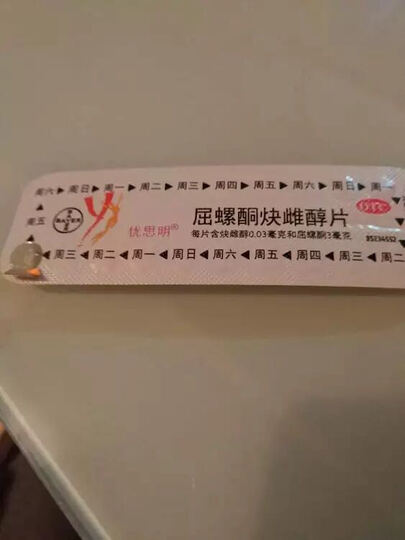 周六 ▶ 周日 ▶ 周一 ▶ 周二 ▶ 周三 ▶ 周四 ▶ 周五 ▶ 周六 ▶ 周日 ▶ 周一
周五
BAYER
优思明®
屈螺酮炔雌醇片
每片含炔雌醇0.03毫克和屈螺酮3毫克
85234552
周三 ◀ 周二 ◀ 周一 ◀ 周日 ◀ 周六 ◀ 周五 ◀ 周四 ◀ 周三 ◀ 周二